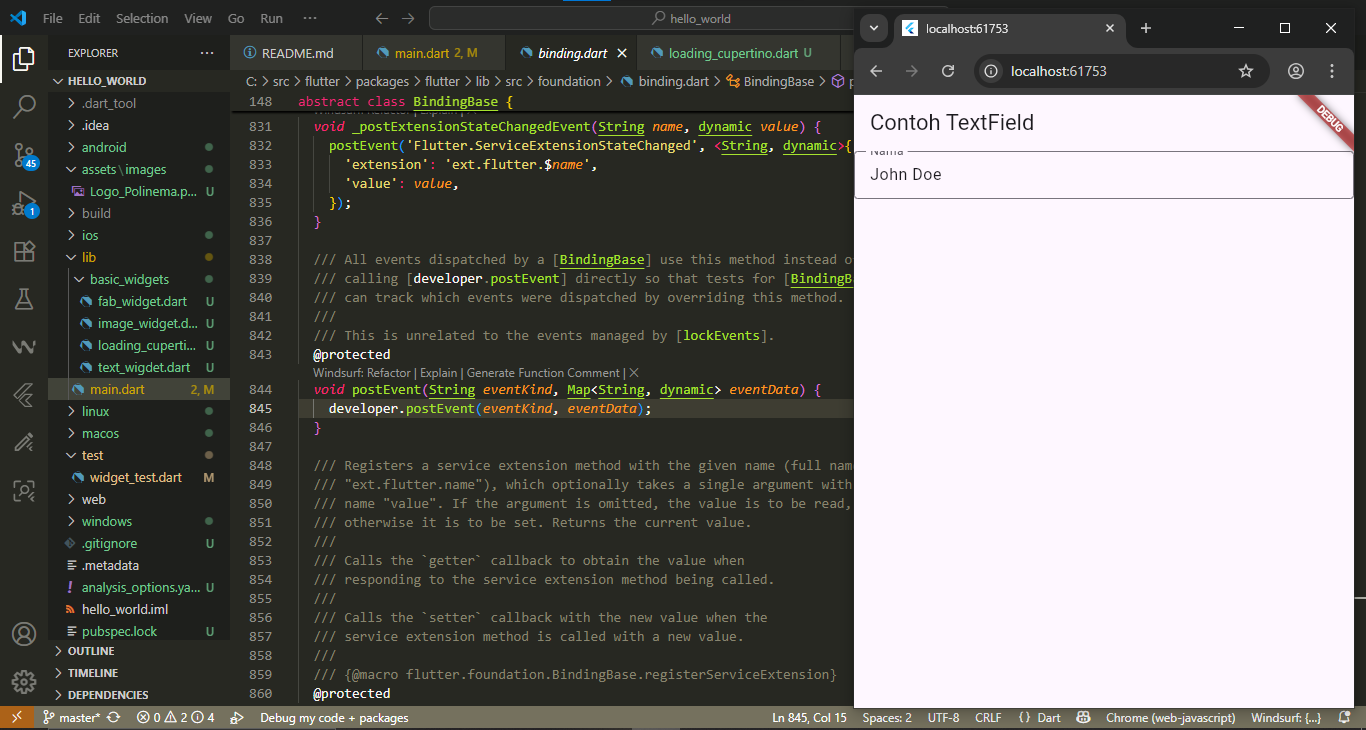 File Edit Selection View Go Run ··· hello_world
EXPLORER ···
HELLO_WORLD
.dart_tool
.idea
android
assets\images
Logo_Polinema.p... U
build
ios
lib
basic_widgets
fab_widget.dart U
image_widget.d... U
loading_cuperti... U
text_wigdet.dart U
main.dart 2, M
linux
macos
test
widget_test.dart M
web
windows
.gitignore U
.metadata
analysis_options.ya... U
hello_world.iml
pubspec.lock U
OUTLINE
TIMELINE
DEPENDENCIES
45
1
README.md main.dart 2, M binding.dart loading_cupertino.dart U
C: > src > flutter > packages > flutter > lib > src > foundation > binding.dart > BindingBase > p
148 abstract class BindingBase {
831 void _postExtensionStateChangedEvent(String name, dynamic value) {
832 postEvent('Flutter.ServiceExtensionStateChanged', <String, dynamic>{
833 'extension': 'ext.flutter.$name',
834 'value': value,
835 });
836 }
837
838 /// All events dispatched by a [BindingBase] use this method instead o
839 /// calling [developer.postEvent] directly so that tests for [BindingB
840 /// can track which events were dispatched by overriding this method.
841 ///
842 /// This is unrelated to the events managed by [lockEvents].
843 @protected
Windsurf: Refactor | Explain | Generate Function Comment | X
844 void postEvent(String eventKind, Map<String, dynamic> eventData) {
845 developer.postEvent(eventKind, eventData);
846 }
847
848 /// Registers a service extension method with the given name (full nam
849 /// "ext.flutter.name"), which optionally takes a single argument with
850 /// name "value". If the argument is omitted, the value is to be read,
851 /// otherwise it is to be set. Returns the current value.
852 ///
853 /// Calls the `getter` callback to obtain the value when
854 /// responding to the service extension method being called.
855 ///
856 /// Calls the `setter` callback with the new value when the
857 /// service extension method is called with a new value.
858 ///
859 /// {@macro flutter.foundation.BindingBase.registerServiceExtension}
860 @protected
localhost:61753
localhost:61753
DEBUG
Contoh TextField
Nama
John Doe
master* 0 2 4 Debug my code + packages Ln 845, Col 15 Spaces: 2 UTF-8 CRLF {} Dart Chrome (web-javascript) Windsurf: {...}